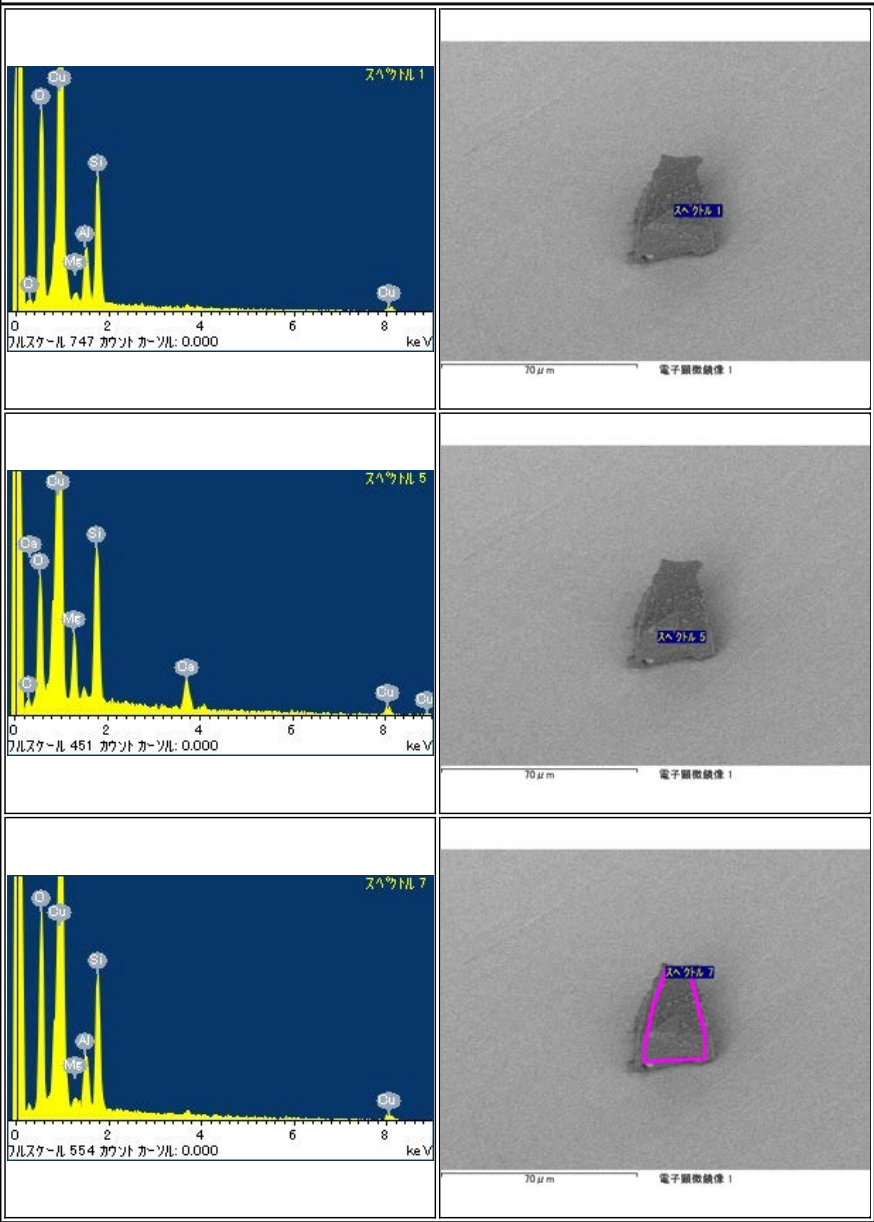 スペクトル 1
Cu
O
Si
Al
Mg
C
Cu
0 2 4 6 8
フルスケール 747 カウント カーソル: 0.000 keV
スペクトル 1
70 μm 電子顕微鏡像 1
スペクトル 5
Cu
Si
Ca
O
Mg
Ca
C
Cu
Cu
0 2 4 6 8
フルスケール 451 カウント カーソル: 0.000 keV
スペクトル 5
70 μm 電子顕微鏡像 1
スペクトル 7
O
Cu
Si
Al
Mg
Cu
0 2 4 6 8
フルスケール 554 カウント カーソル: 0.000 keV
スペクトル 7
70 μm 電子顕微鏡像 1